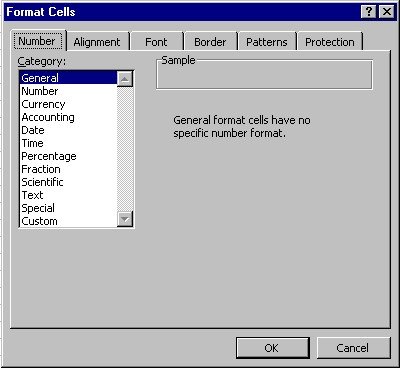 Format Cells
? X
Number Alignment Font Border Patterns Protection
Category:
Sample
General
Number
Currency
Accounting
Date
Time
Percentage
Fraction
Scientific
Text
Special
Custom
General format cells have no
specific number format.
OK Cancel